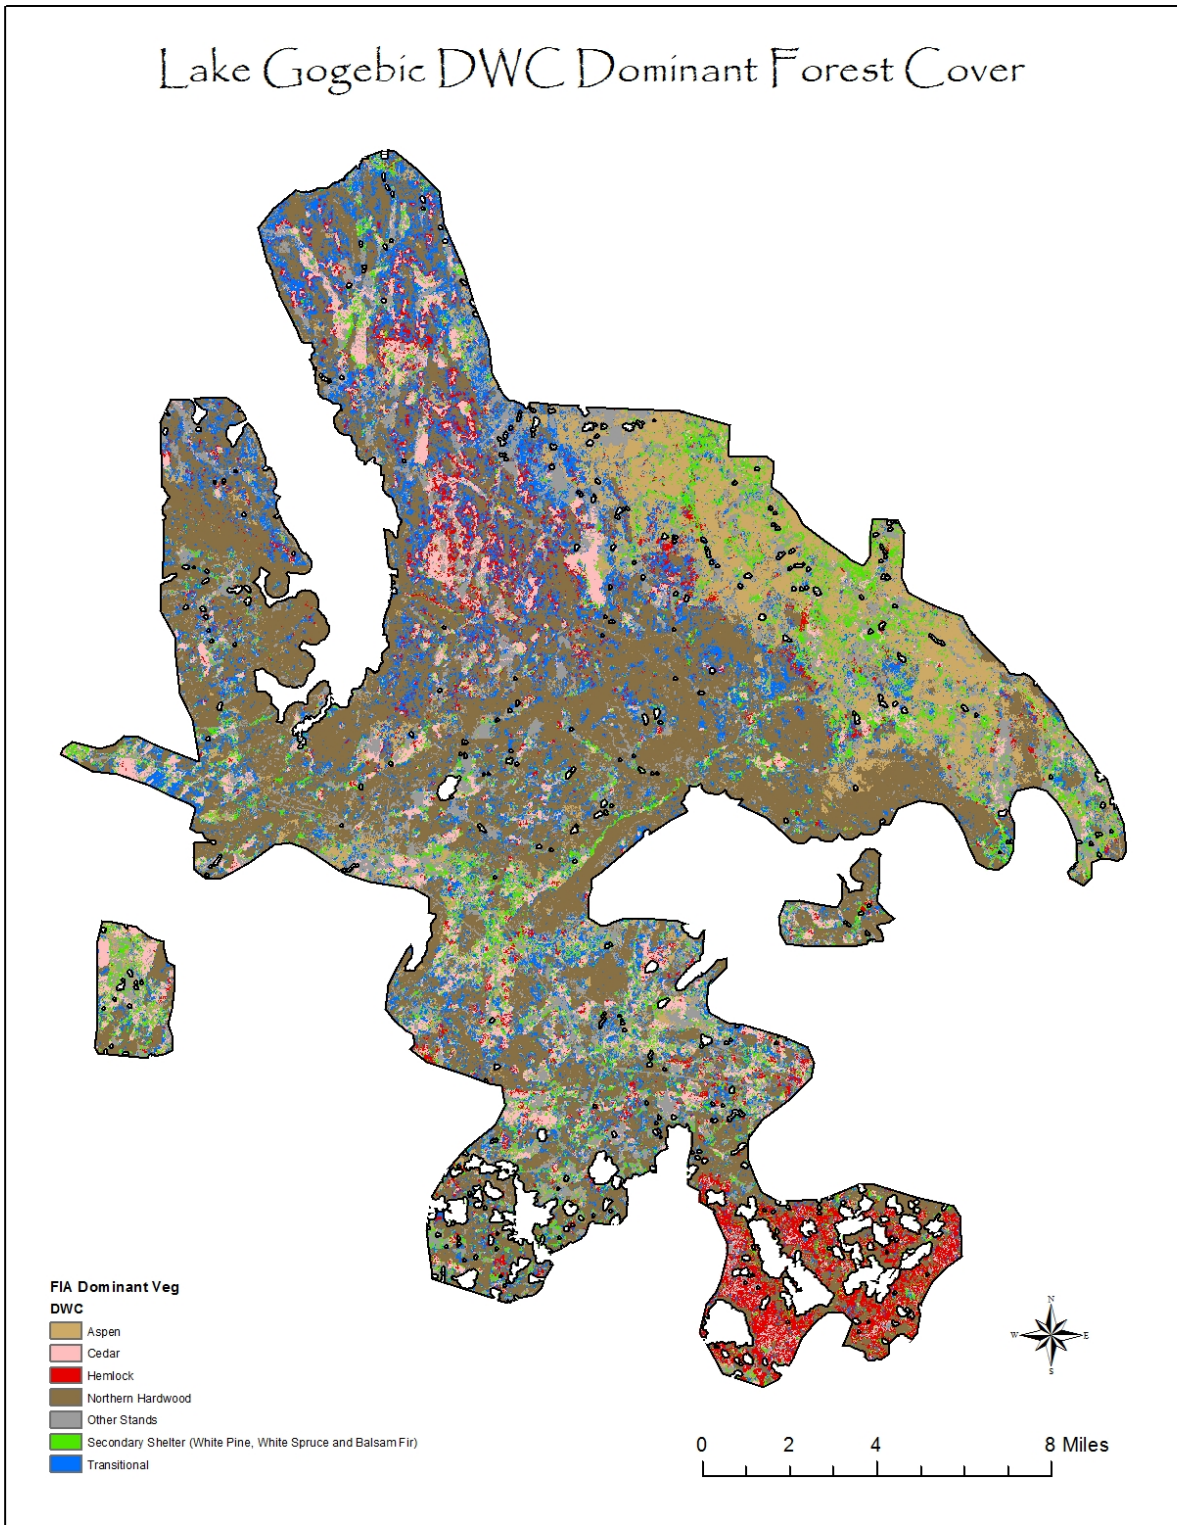 Lake Gogebic DWC Dominant Forest Cover
FIA Dominant Veg
DWC
Aspen
Cedar
Hemlock
Northern Hardwood
Other Stands
Secondary Shelter (White Pine, White Spruce and Balsam Fir)
Transitional
N
W E
S
0 2 4 8 Miles